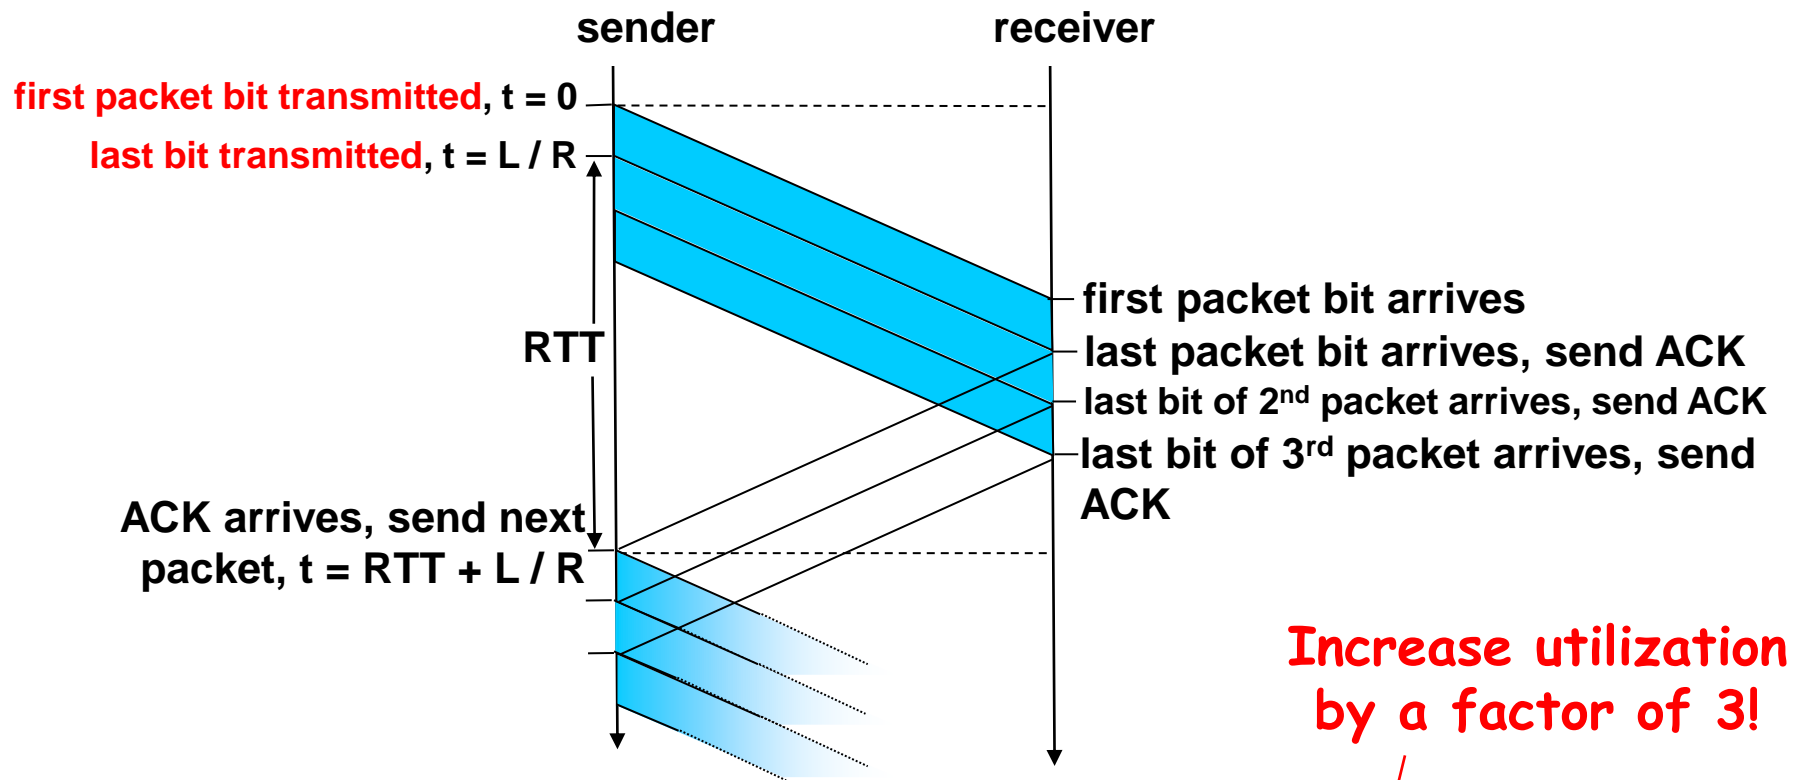 sender
receiver
first packet bit transmitted, t = 0
last bit transmitted, t = L / R
first packet bit arrives
RTT
last packet bit arrives, send ACK
last bit of 2nd packet arrives, send ACK
last bit of 3rd packet arrives, send
ACK
ACK arrives, send next
packet, t = RTT + L / R
Increase utilization
by a factor of 3!